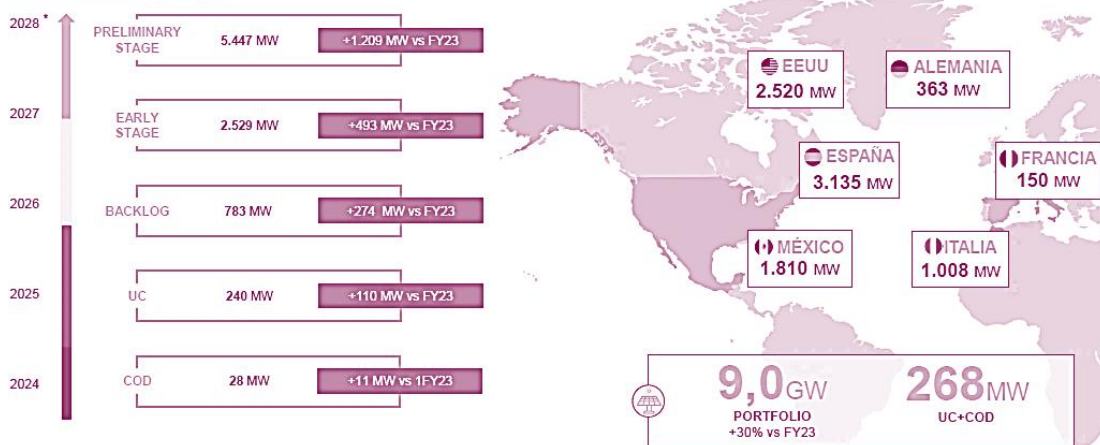 2028 *
PRELIMINARY
STAGE
5.447 MW
+1.209 MW vs FY23
2027
EARLY
STAGE
2.529 MW
+493 MW vs FY23
2026
BACKLOG
783 MW
+274 MW vs FY23
2025
UC
240 MW
+110 MW vs FY23
2024
COD
28 MW
+11 MW vs 1FY23
EEUU
2.520 MW
ALEMANIA
363 MW
ESPAÑA
3.135 MW
FRANCIA
150 MW
MÉXICO
1.810 MW
ITALIA
1.008 MW
9,0GW
PORTFOLIO
+30% vs FY23
268MW
UC+COD